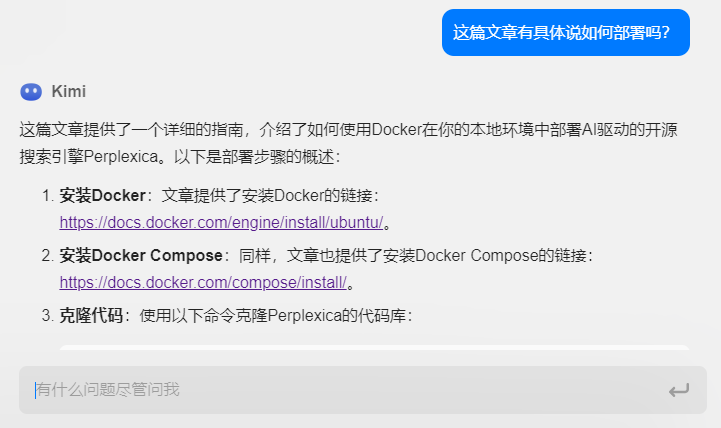 这篇文章有具体说如何部署吗?
Kimi
这篇文章提供了一个详细的指南，介绍了如何使用Docker在你的本地环境中部署AI驱动的开源
搜索引擎Perplexica。以下是部署步骤的概述：
1. 安装Docker：文章提供了安装Docker的链接：
https://docs.docker.com/engine/install/ubuntu/。
2. 安装Docker Compose：同样，文章也提供了安装Docker Compose的链接：
https://docs.docker.com/compose/install/。
3. 克隆代码：使用以下命令克隆Perplexica的代码库：
有什么问题尽管问我